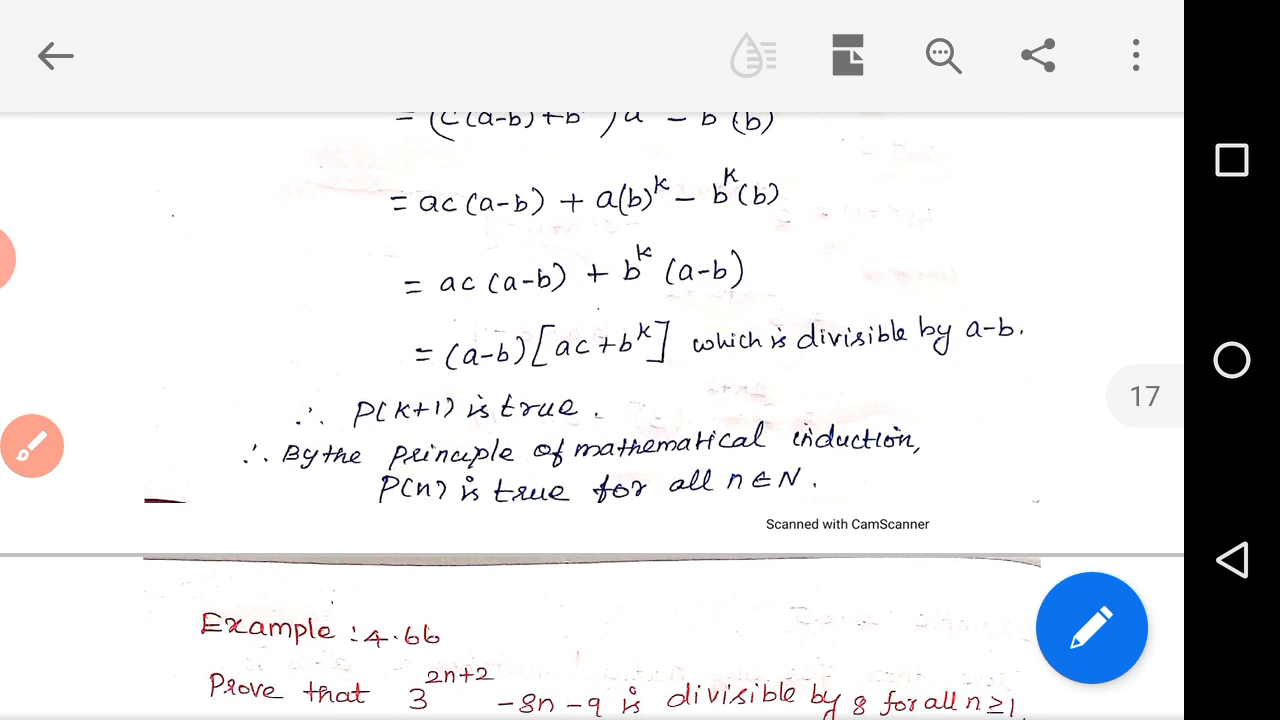 = (c(a-b)+b )a - b (b)
= ac(a-b) + a(b)^k - b^k(b)
= ac(a-b) + b^k (a-b)
= (a-b)[ac+b^k] which is divisible by a-b.
∴ P(k+1) is true.
17
∴ By the principle of mathematical induction,
P(n) is true for all n∈N.
Scanned with CamScanner
Example : 4.66
Prove that 3^{2n+2} -8n-9 is divisible by 8 for all n≥1